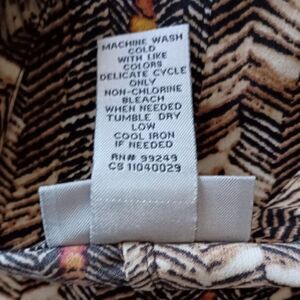 MACHINE WASH
COLD
WITH LIKE
COLORS
DELICATE CYCLE
ONLY
NON-CHLORINE
BLEACH
WHEN NEEDED
TUMBLE DRY
LOW
COOL IRON
IF NEEDED
RN# 99249
CS 11040029